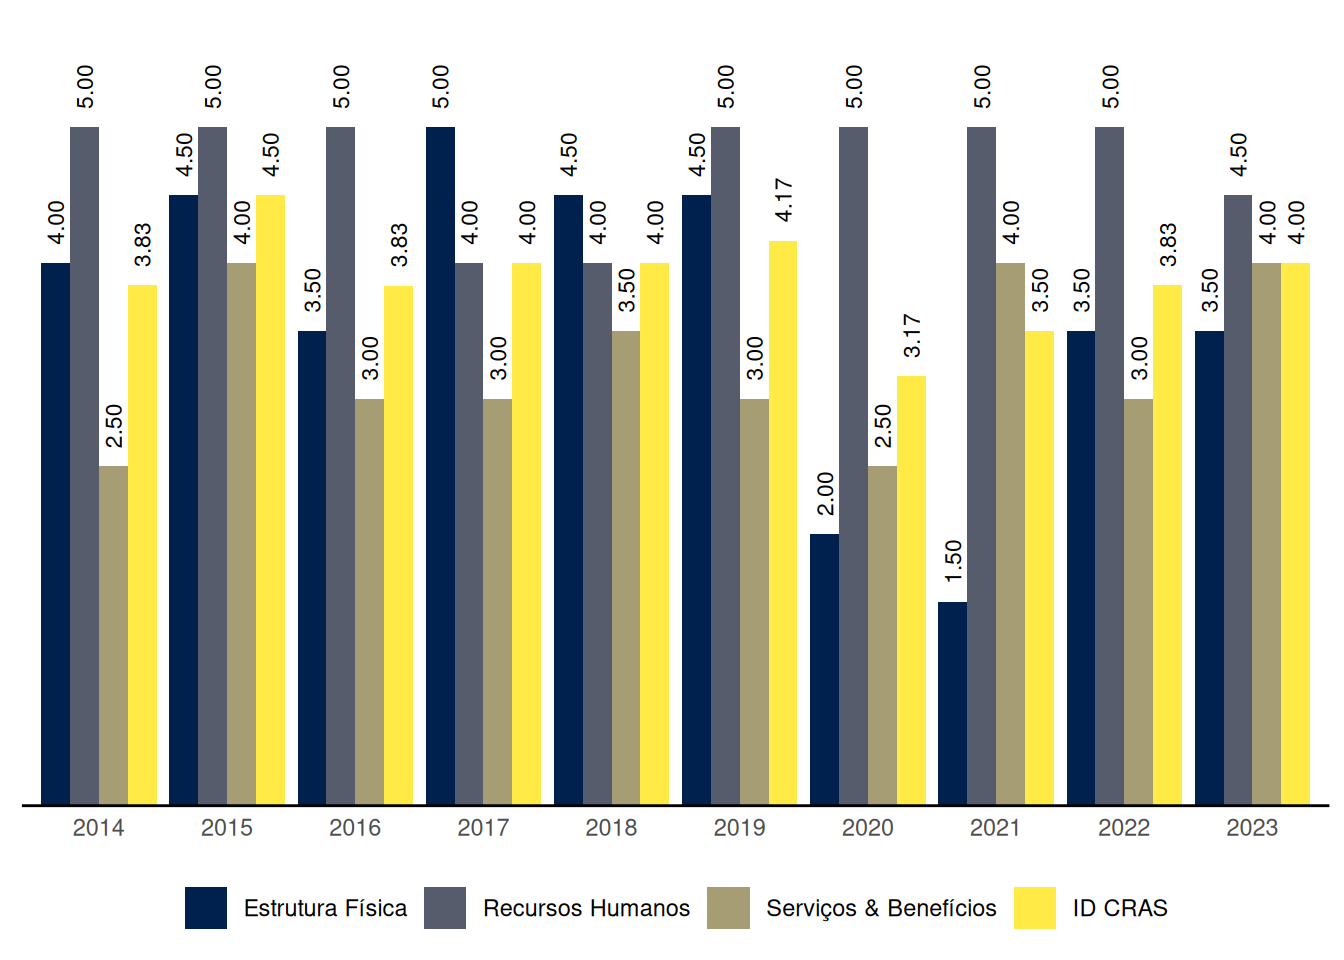 4.00 5.00 2.50 3.83
4.50 5.00 4.00 4.50
3.50 5.00 3.00 3.83
5.00 4.00 3.00 4.00
4.50 4.00 3.50 4.00
4.50 5.00 3.00 4.17
2.00 5.00 2.50 3.17
1.50 5.00 4.00 3.50
3.50 5.00 3.00 3.83
3.50 4.50 4.00 4.00
2014 2015 2016 2017 2018 2019 2020 2021 2022 2023
Estrutura Física Recursos Humanos Serviços & Benefícios ID CRAS